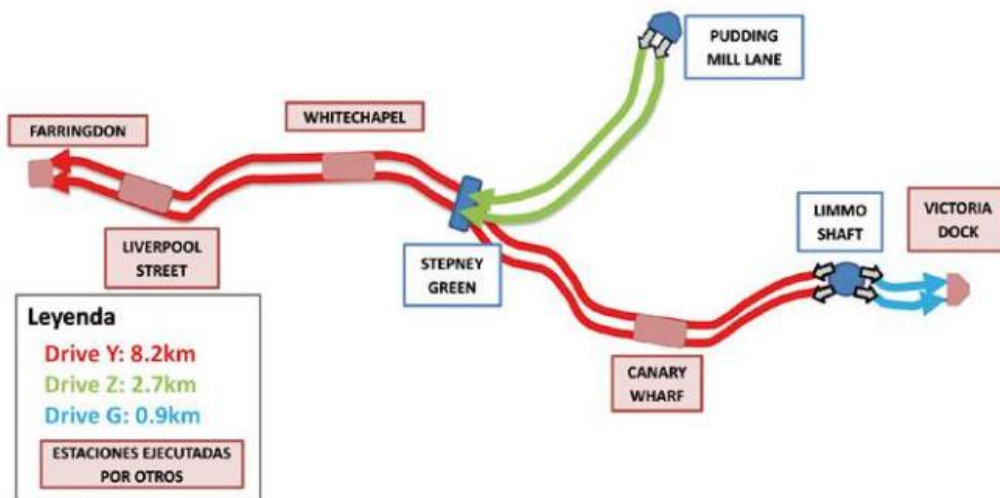 PUDDING
MILL LANE
WHITECHAPEL
FARRINGDON
LIMMO
SHAFT
VICTORIA
DOCK
LIVERPOOL
STREET
STEPNEY
GREEN
Leyenda
Drive Y: 8.2km
Drive Z: 2.7km
Drive G: 0.9km
ESTACIONES EJECUTADAS
POR OTROS
CANARY
WHARF